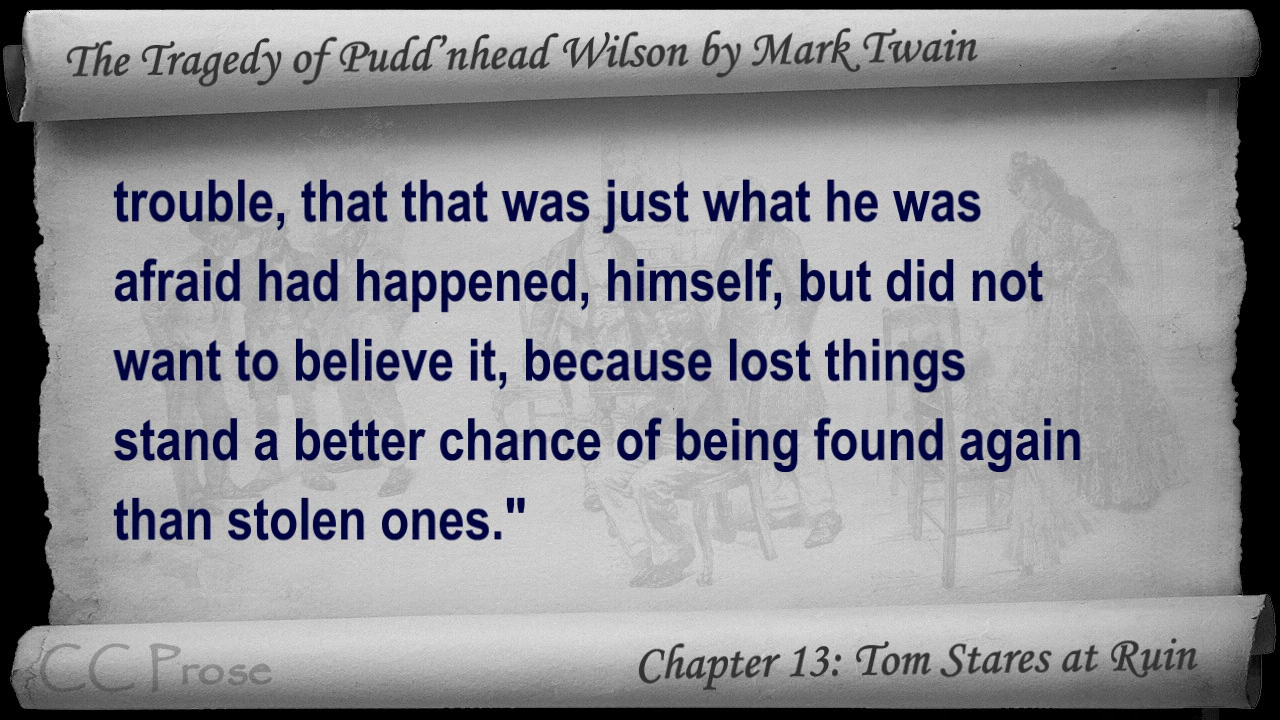 The Tragedy of Pudd'nhead Wilson by Mark Twain
trouble, that that was just what he was
afraid had happened, himself, but did not
want to believe it, because lost things
stand a better chance of being found again
than stolen ones."
CC Prose
Chapter 13: Tom Stares at Ruin